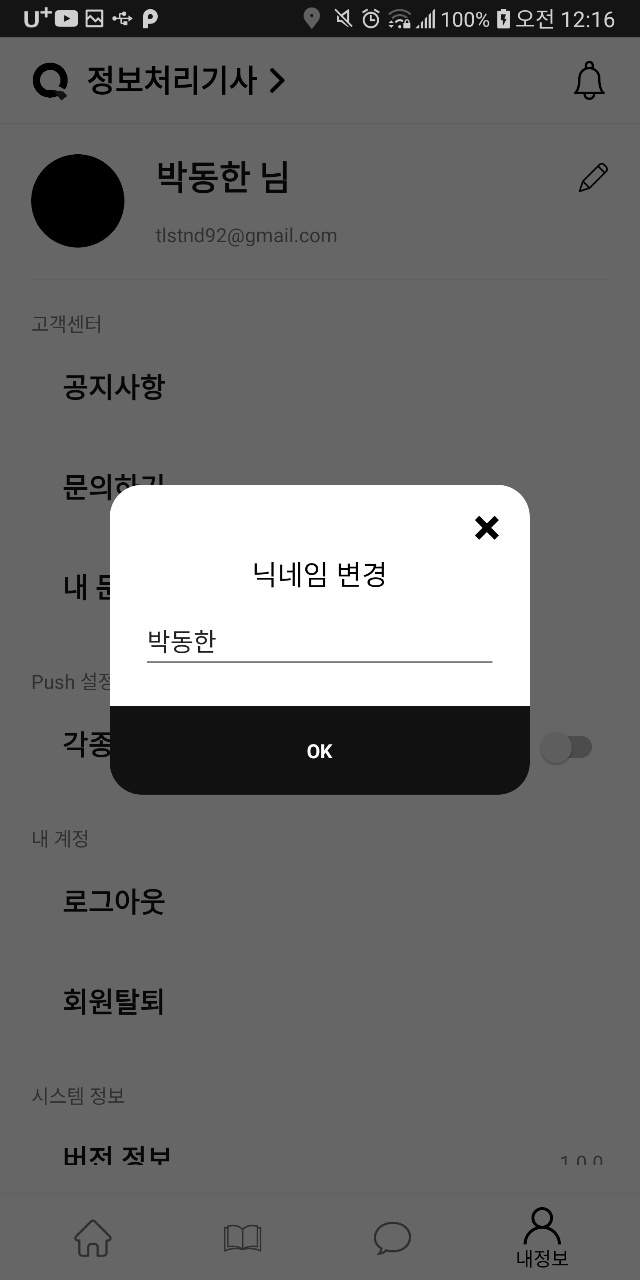 U+ 100% 오전 12:16
정보처리기사
박동한 님
tlstnd92@gmail.com
고객센터
공지사항
문의하기
내
닉네임 변경
박동한
Push 설정
각종
OK
내 계정
로그아웃
회원탈퇴
시스템 정보
버전 정보
1.0.0
내정보